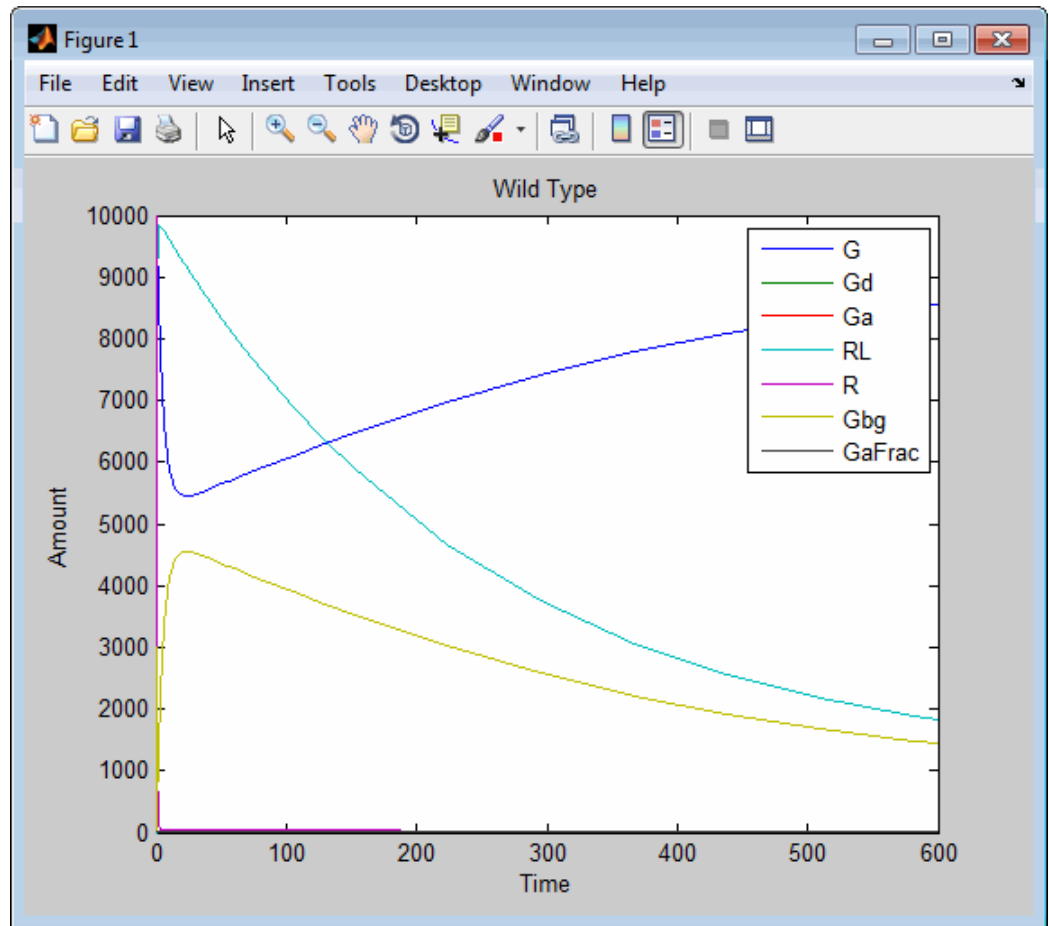 Figure 1
File Edit View Insert Tools Desktop Window Help
Wild Type
10000
9000
8000
7000
6000
5000
4000
3000
2000
1000
0
Amount
G
Gd
Ga
RL
R
Gbg
GaFrac
0 100 200 300 400 500 600
Time